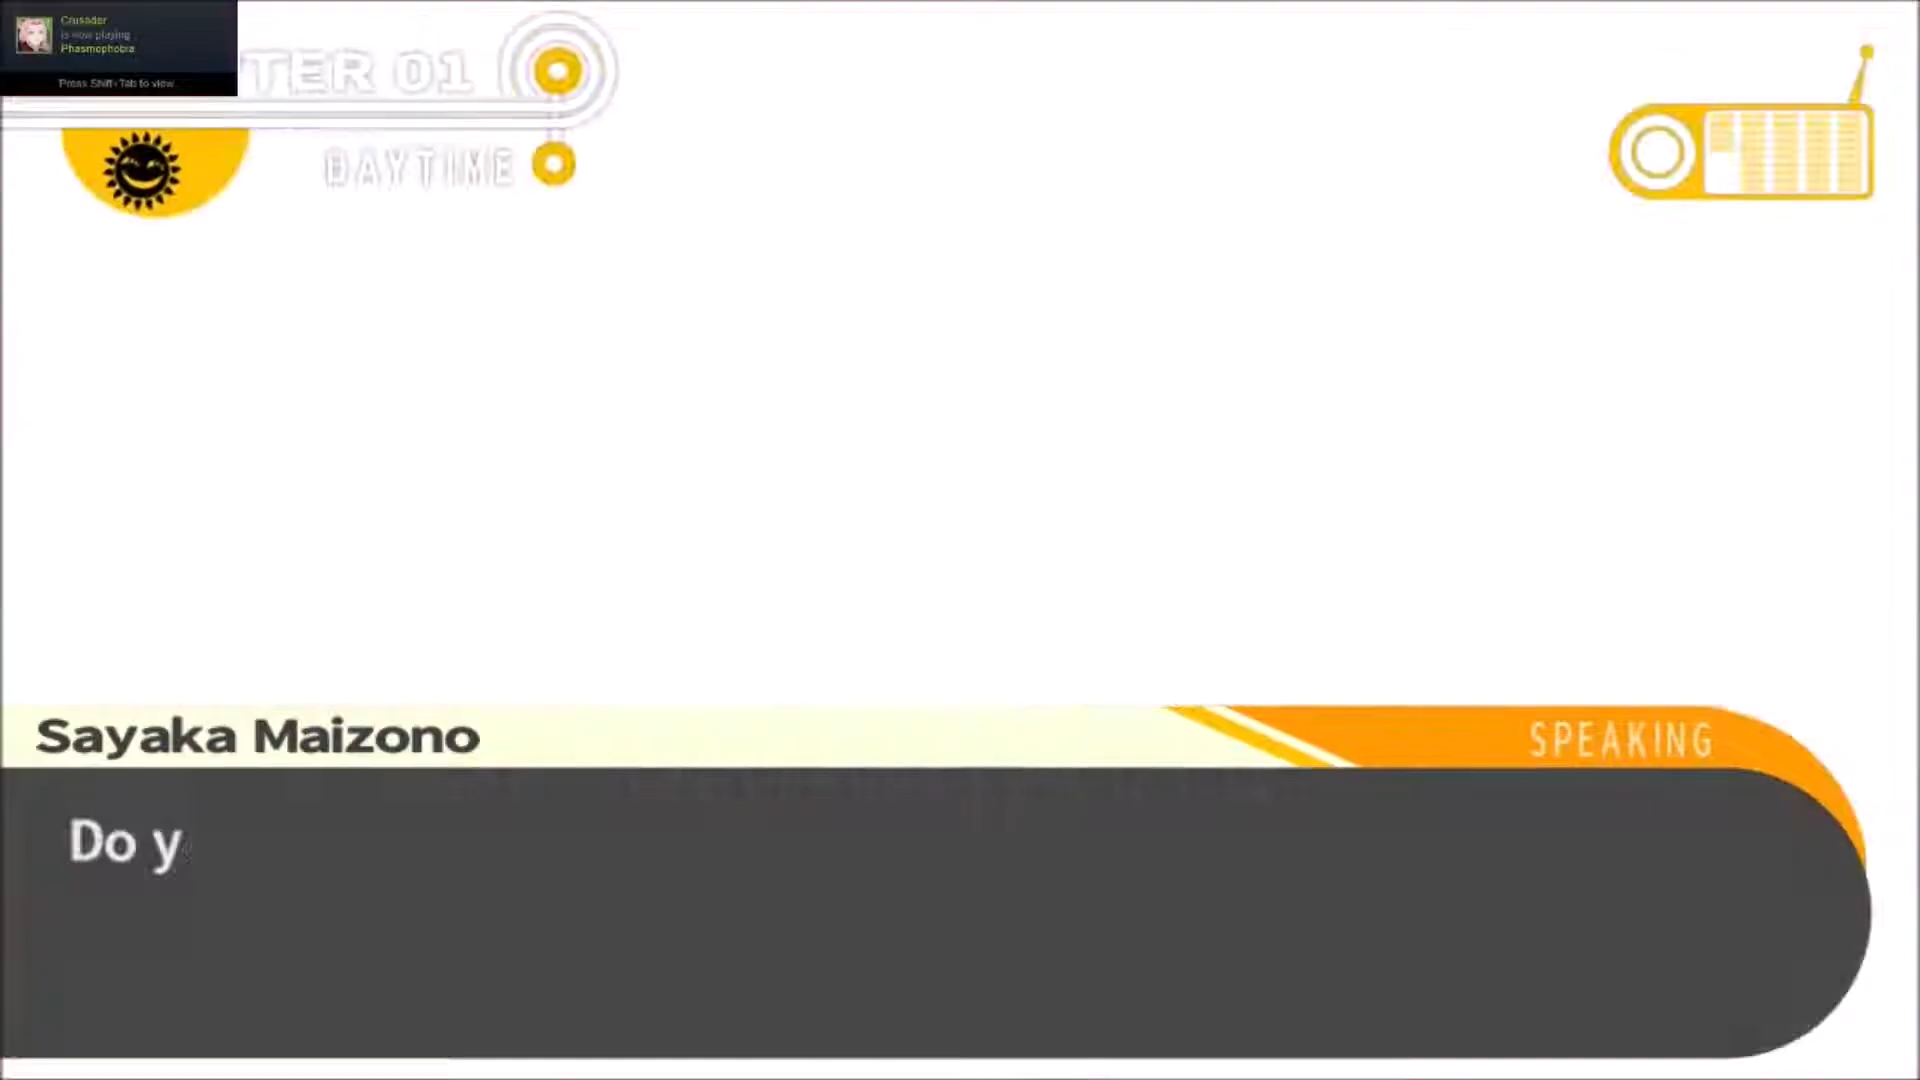 Crusader
is now playing
Phasmophobia
Press Shift+Tab to view
TER 01
DAYTIME
Sayaka Maizono
SPEAKING
Do y